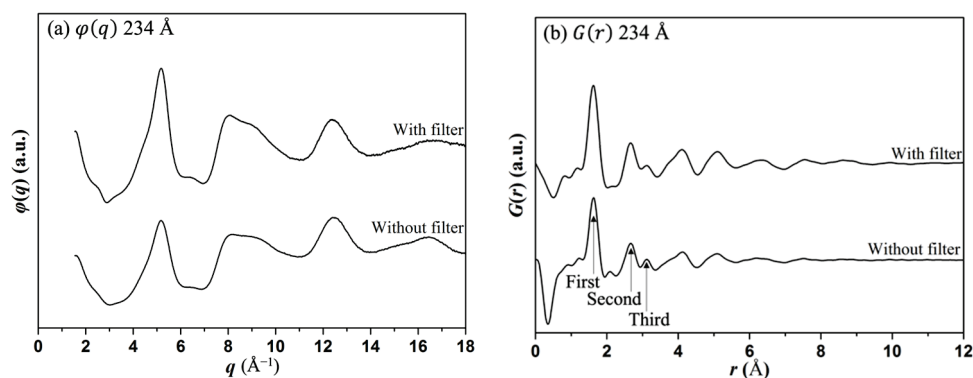 (a) φ(q) 234 Å
With filter
Without filter
φ(q) (a.u.)
0 2 4 6 8 10 12 14 16 18
q (Å⁻¹)
(b) G(r) 234 Å
With filter
Without filter
First
Second
Third
G(r) (a.u.)
0 2 4 6 8 10 12
r (Å)